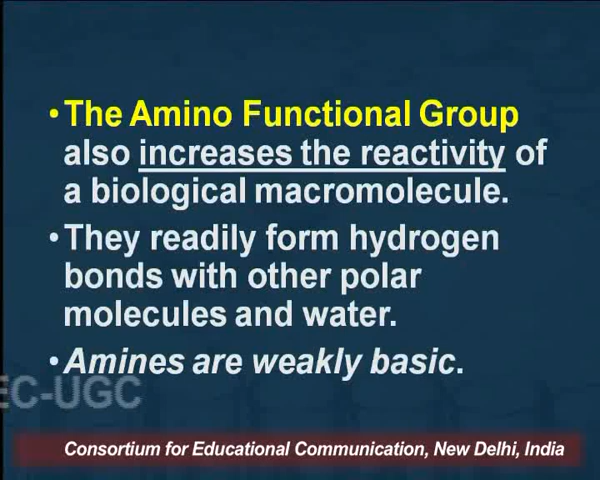 • The Amino Functional Group
also increases the reactivity of
a biological macromolecule.
• They readily form hydrogen
bonds with other polar
molecules and water.
• Amines are weakly basic.
EC-UGC
Consortium for Educational Communication, New Delhi, India